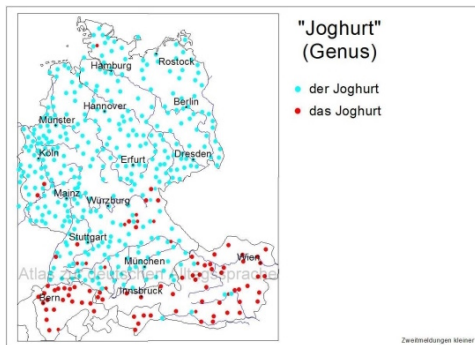 "Joghurt"
(Genus)
der Joghurt
das Joghurt
Rostock
Hamburg
Berlin
Hannover
Münster
Köln
Erfurt
Dresden
Mainz
Würzburg
Stuttgart
München
Wien
Atlas zur deutschen Alltagssprache
Innsbruck
Bern
Zweitmeldungen kleiner